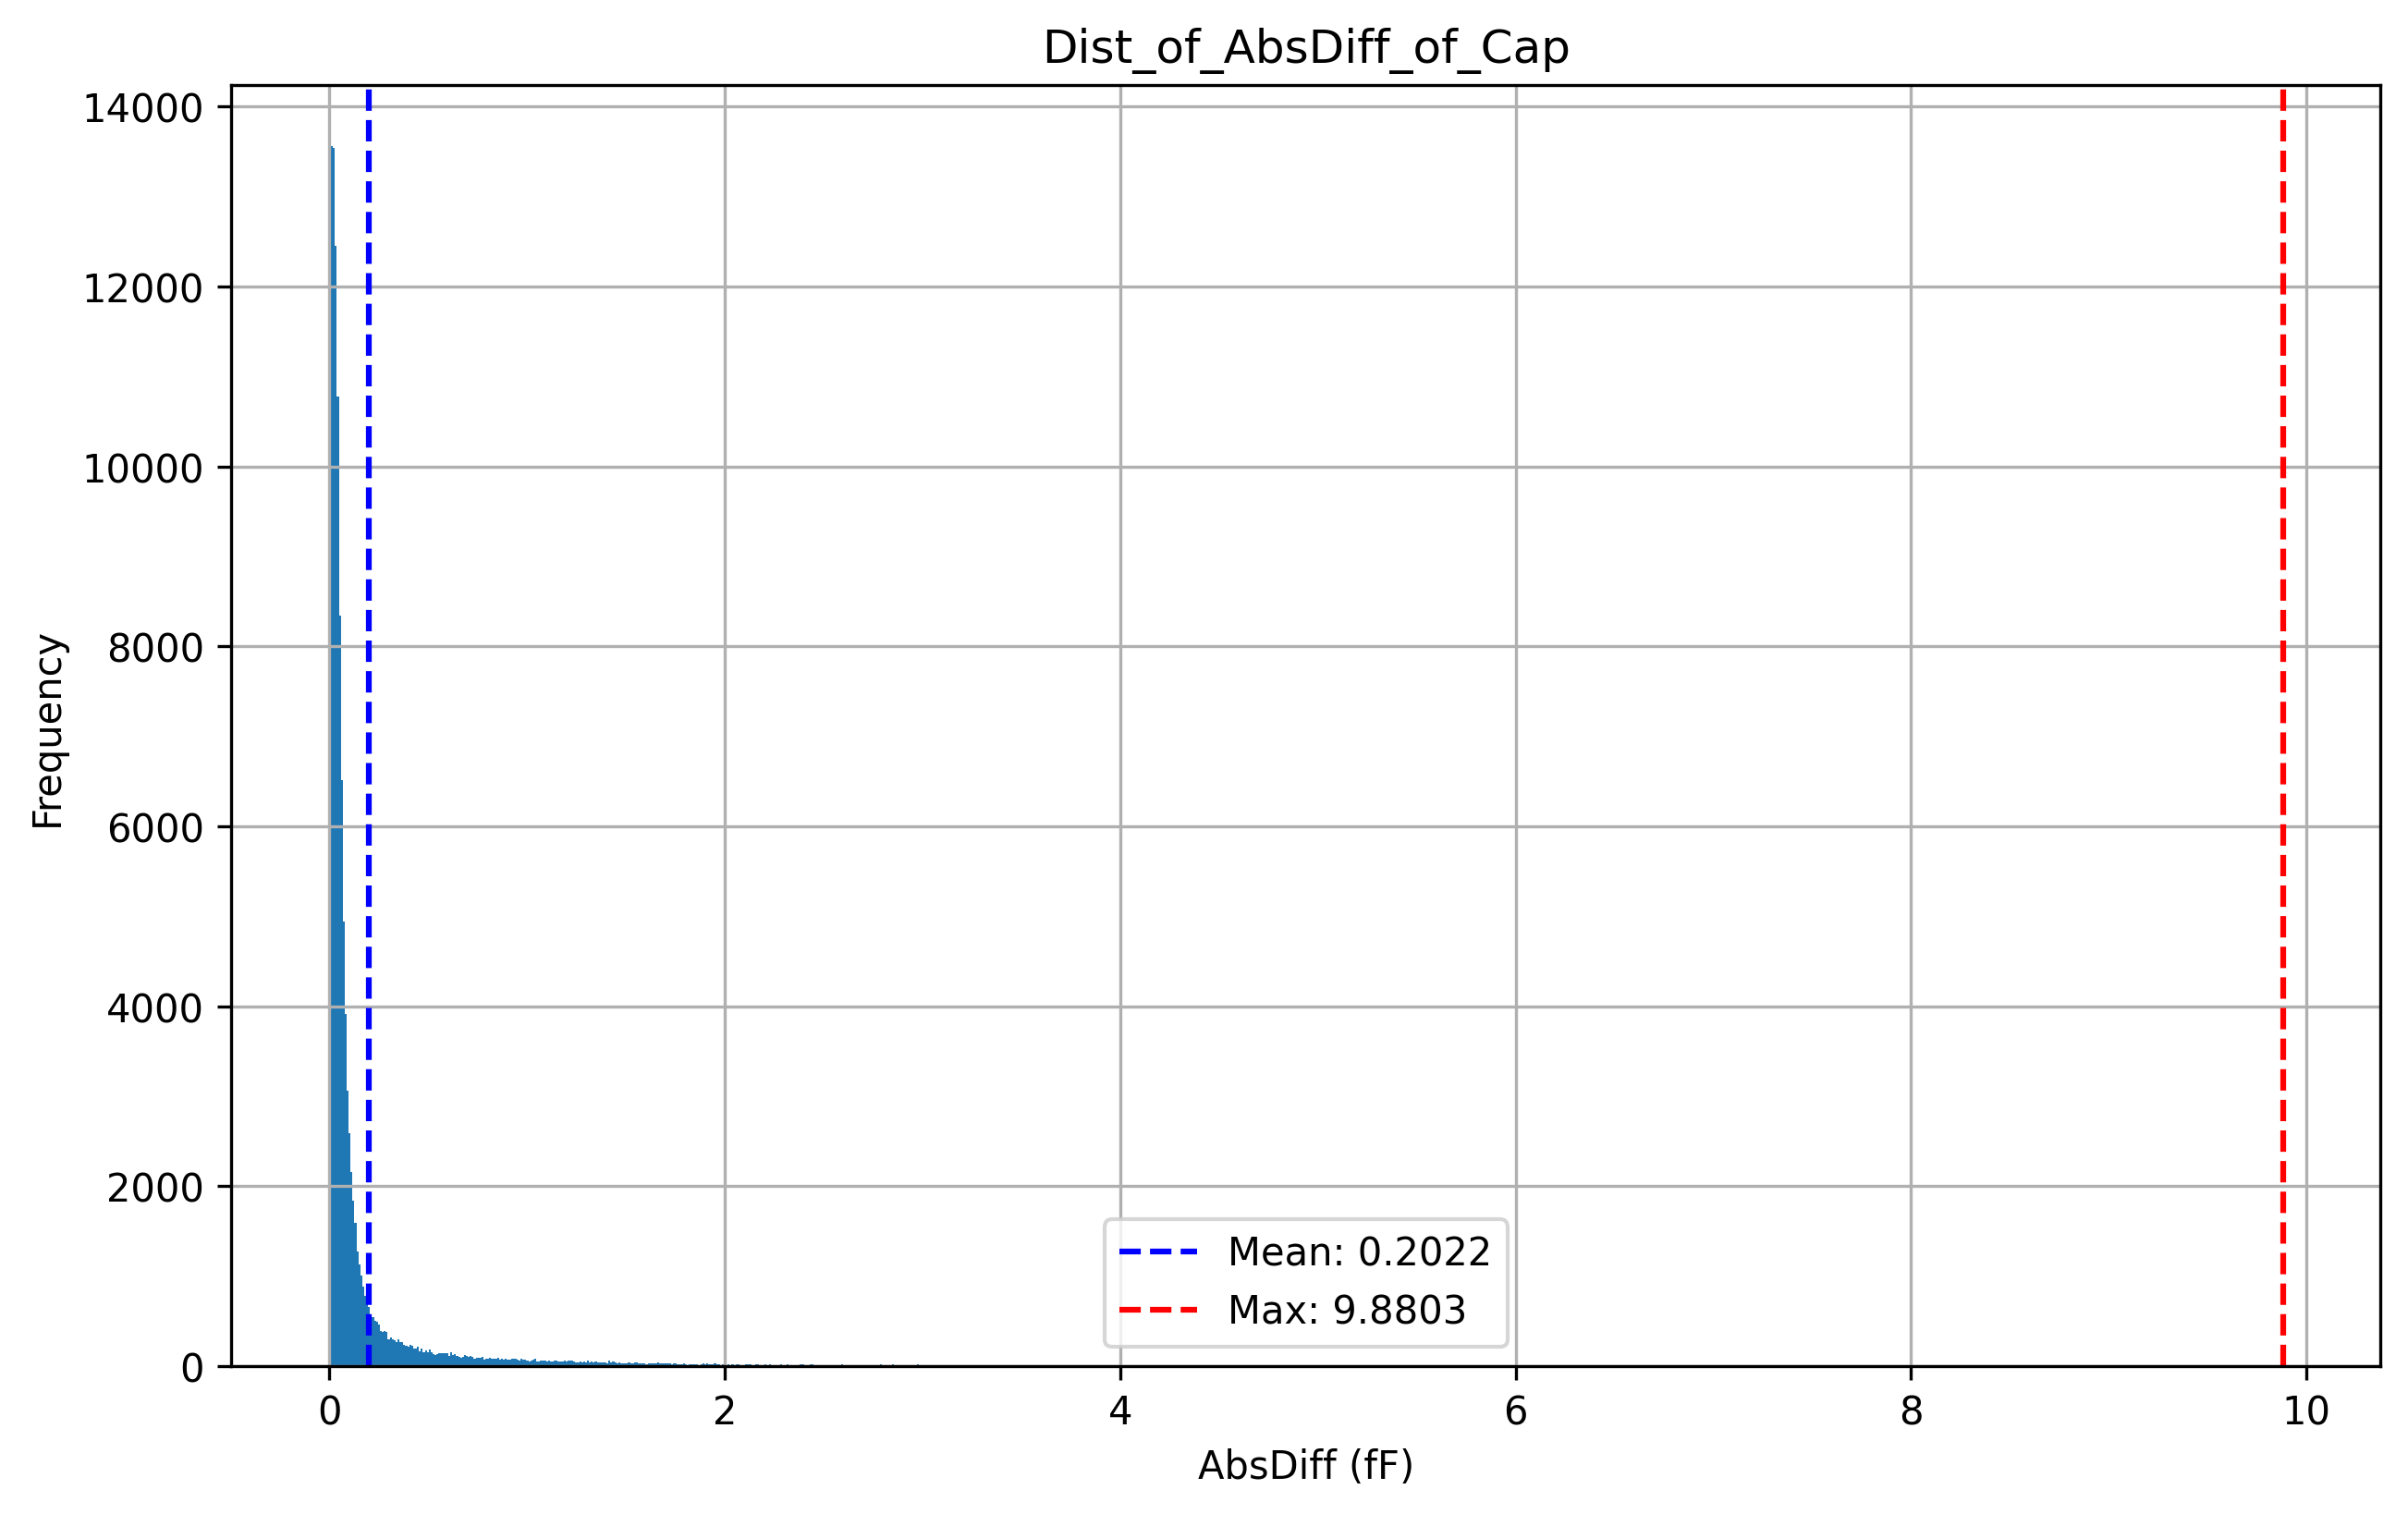 Dist_of_AbsDiff_of_Cap
14000
12000
10000
8000
6000
4000
2000
0
Frequency
Mean: 0.2022
Max: 9.8803
0 2 4 6 8 10
AbsDiff (fF)